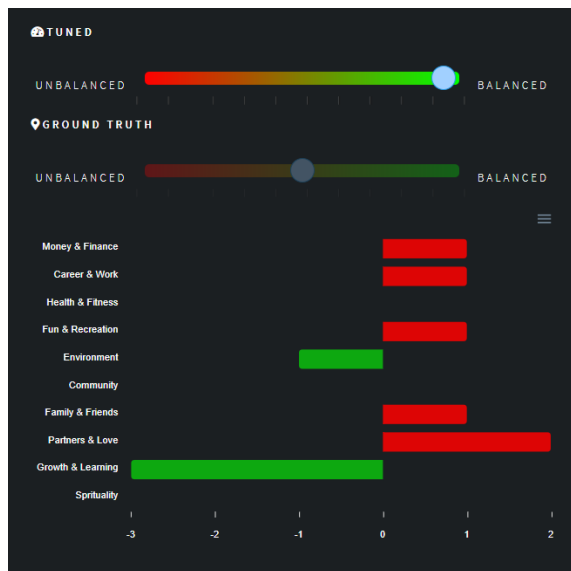 TUNED
UNBALANCED BALANCED
GROUND TRUTH
UNBALANCED BALANCED
Money & Finance
Career & Work
Health & Fitness
Fun & Recreation
Environment
Community
Family & Friends
Partners & Love
Growth & Learning
Sprituality
-3 -2 -1 0 1 2